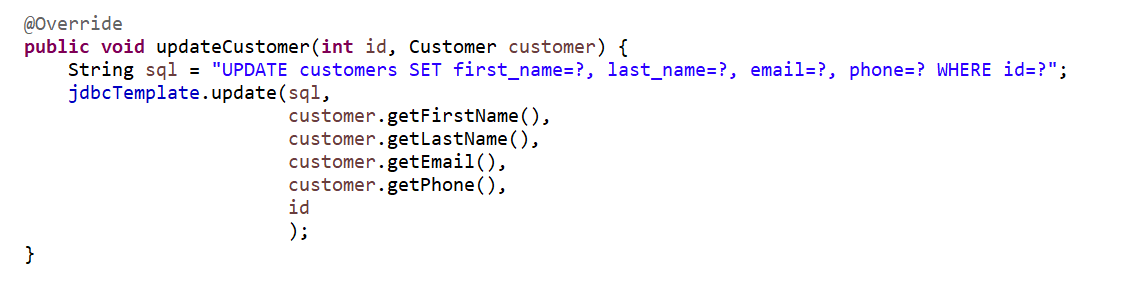 @Override
public void updateCustomer(int id, Customer customer) {
    String sql = "UPDATE customers SET first_name=?, last_name=?, email=?, phone=? WHERE id=?";
    jdbcTemplate.update(sql,
                        customer.getFirstName(),
                        customer.getLastName(),
                        customer.getEmail(),
                        customer.getPhone(),
                        id
                        );
}